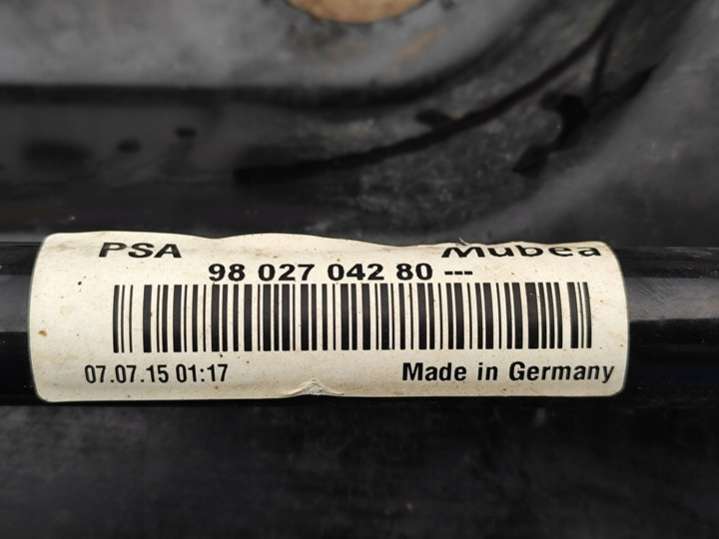 PSA Mubea
98 027 042 80 ---
07.07.15 01:17 Made in Germany